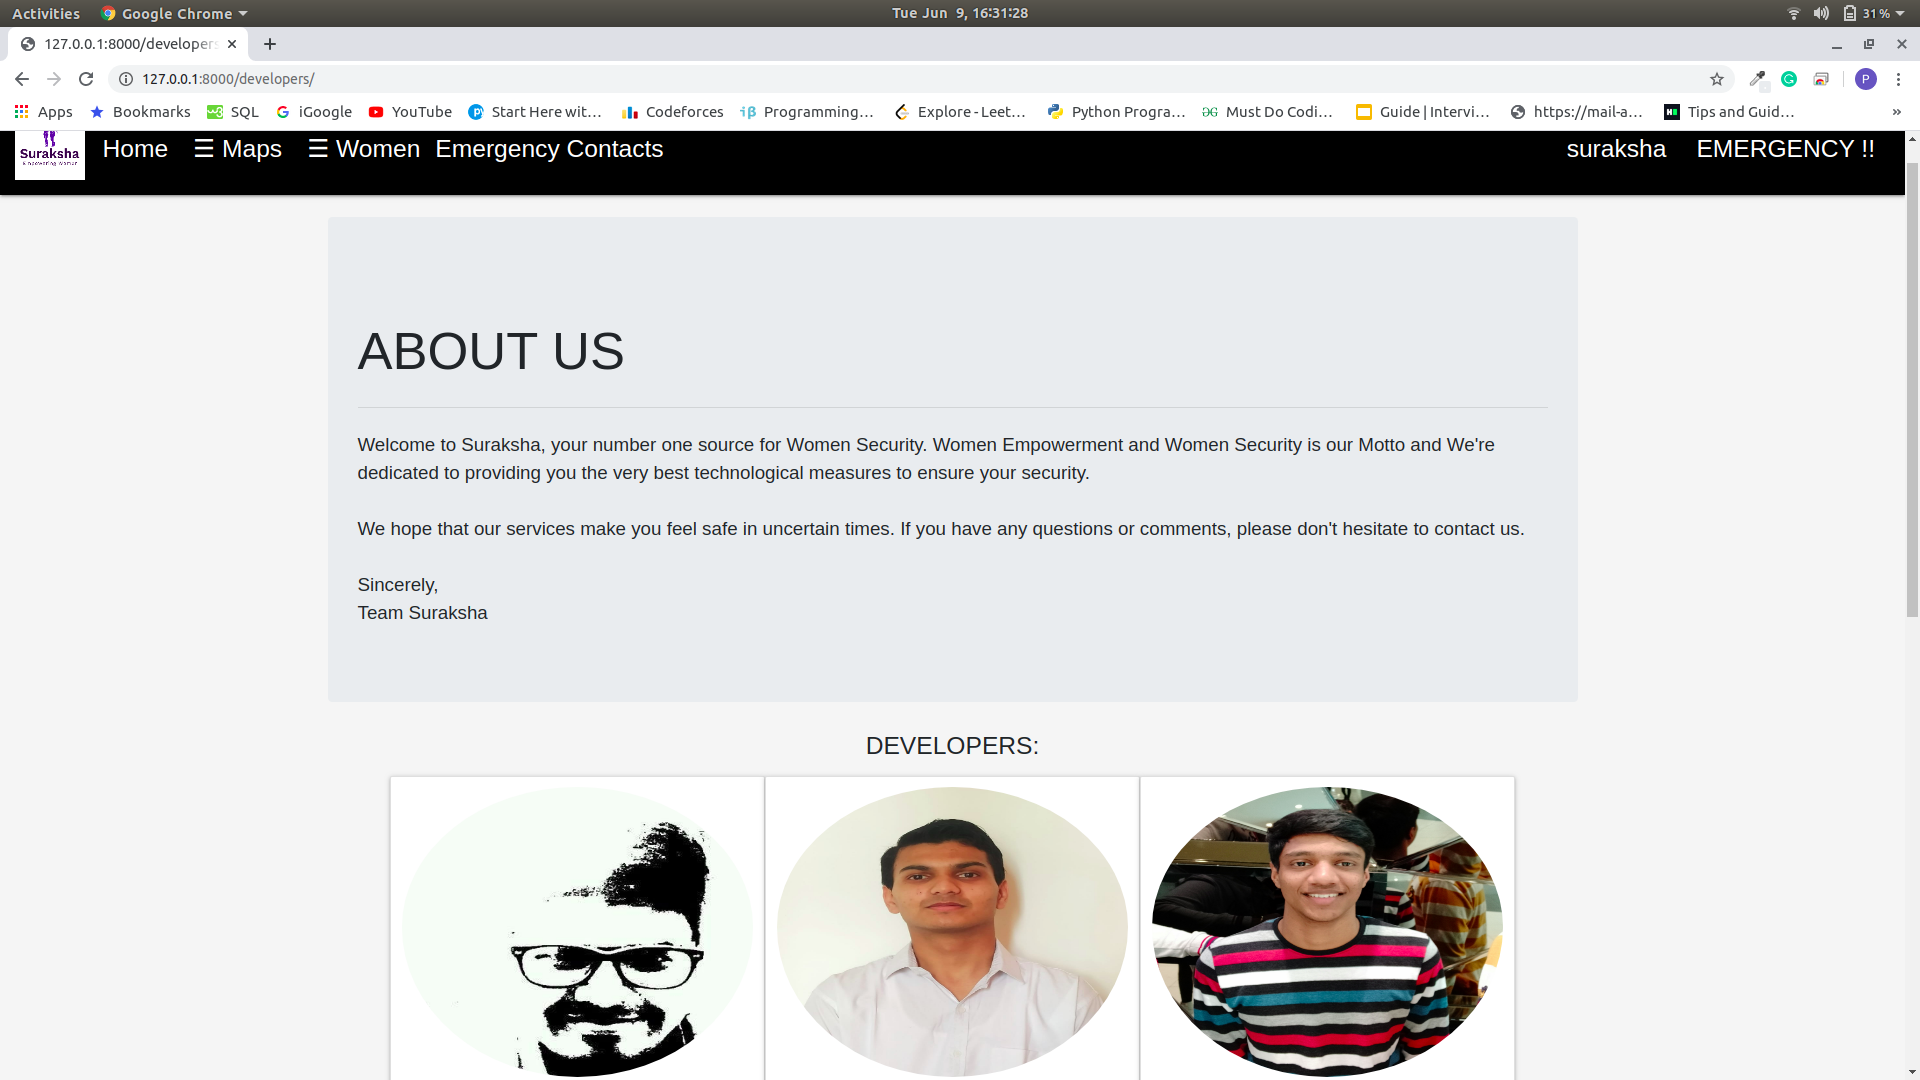 Activities
Google Chrome
Tue Jun 9, 16:31:28
31 %
127.0.0.1:8000/developers
127.0.0.1:8000/developers/
P
Apps
Bookmarks
SQL
iGoogle
YouTube
Start Here wit...
Codeforces
Programming...
Explore - Leet...
Python Progra...
Must Do Codi...
Guide | Intervi...
https://mail-a...
Tips and Guid...
»
Suraksha
Home
☰ Maps
☰ Women
Emergency Contacts
suraksha
EMERGENCY !!
ABOUT US
Welcome to Suraksha, your number one source for Women Security. Women Empowerment and Women Security is our Motto and We're
dedicated to providing you the very best technological measures to ensure your security.
We hope that our services make you feel safe in uncertain times. If you have any questions or comments, please don't hesitate to contact us.
Sincerely,
Team Suraksha
DEVELOPERS: